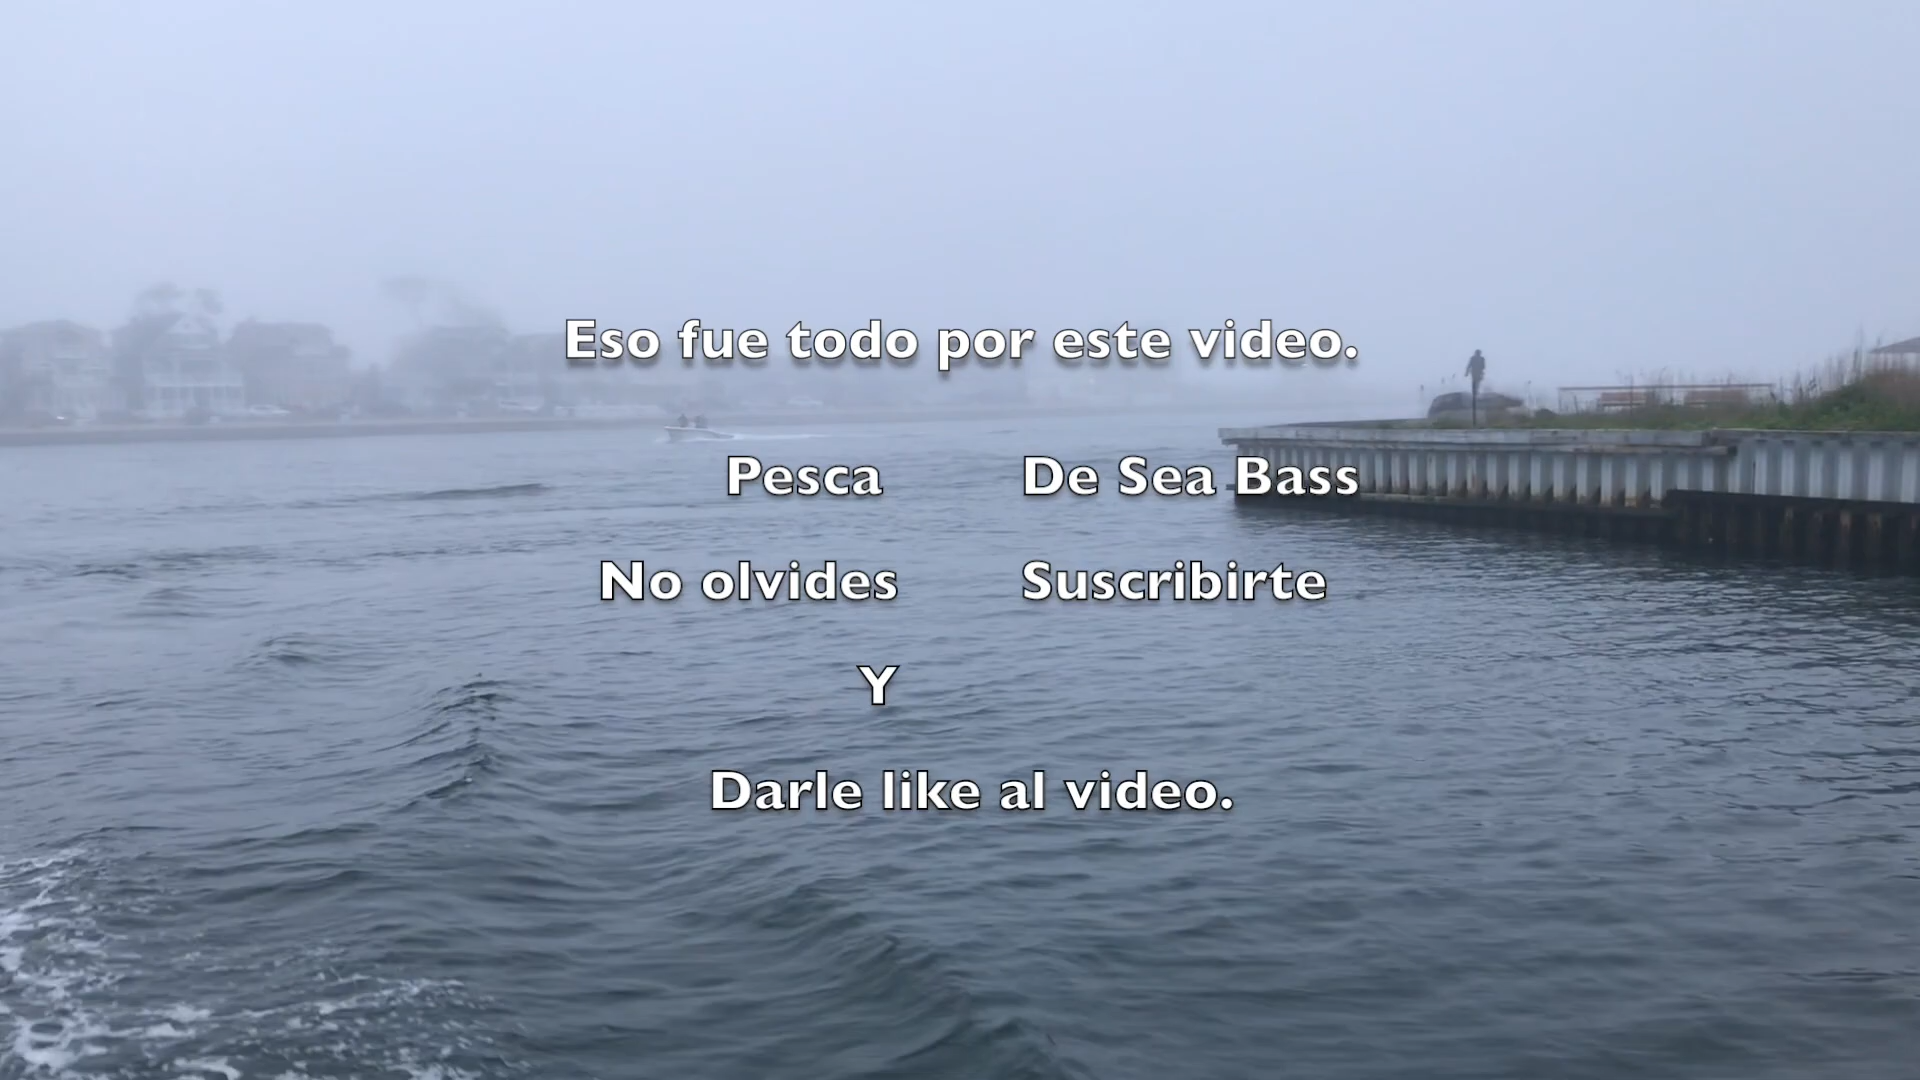 Eso fue todo por este video.
Pesca De Sea Bass
No olvides Suscribirte
Y
Darle like al video.